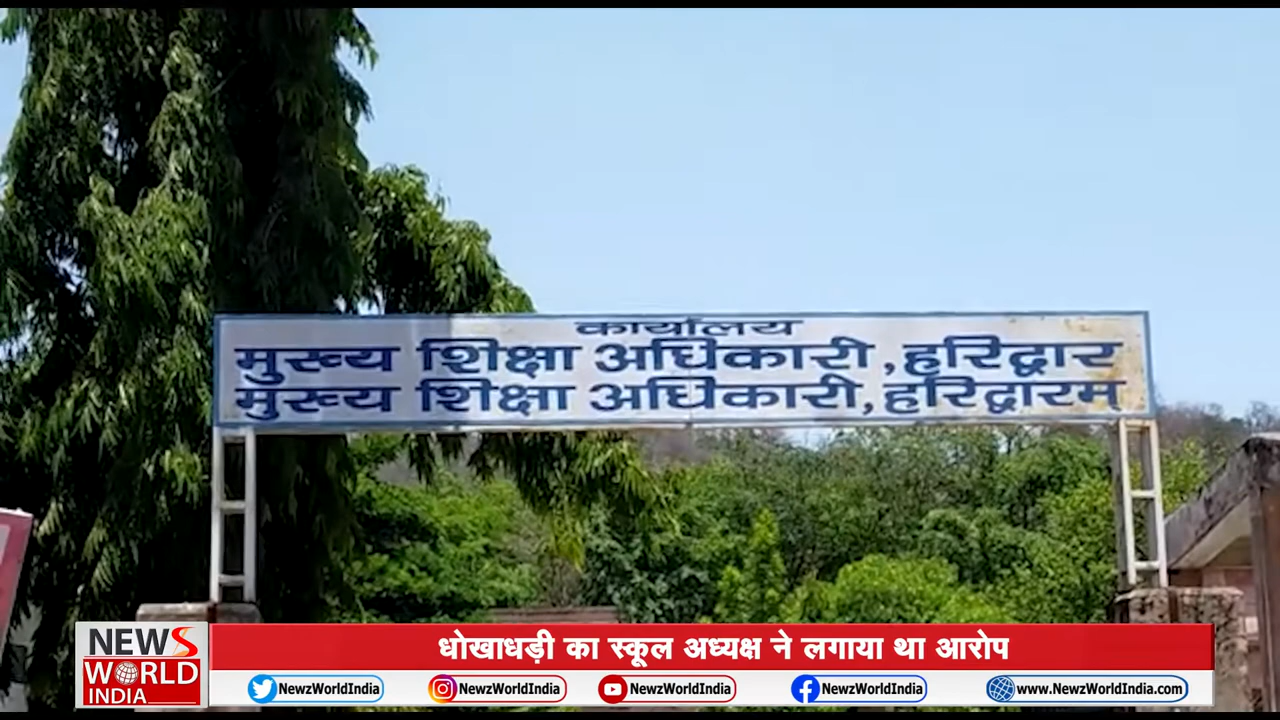 कार्यालय
मुख्य शिक्षा अधिकारी, हरिद्वार
मुख्य शिक्षा अधिकारी, हरिद्वारम्
NEWS
WORLD
INDIA
धोखाधड़ी का स्कूल अध्यक्ष ने लगाया था आरोप
NewzWorldIndia NewzWorldIndia NewzWorldIndia NewzWorldIndia www.NewzWorldIndia.com